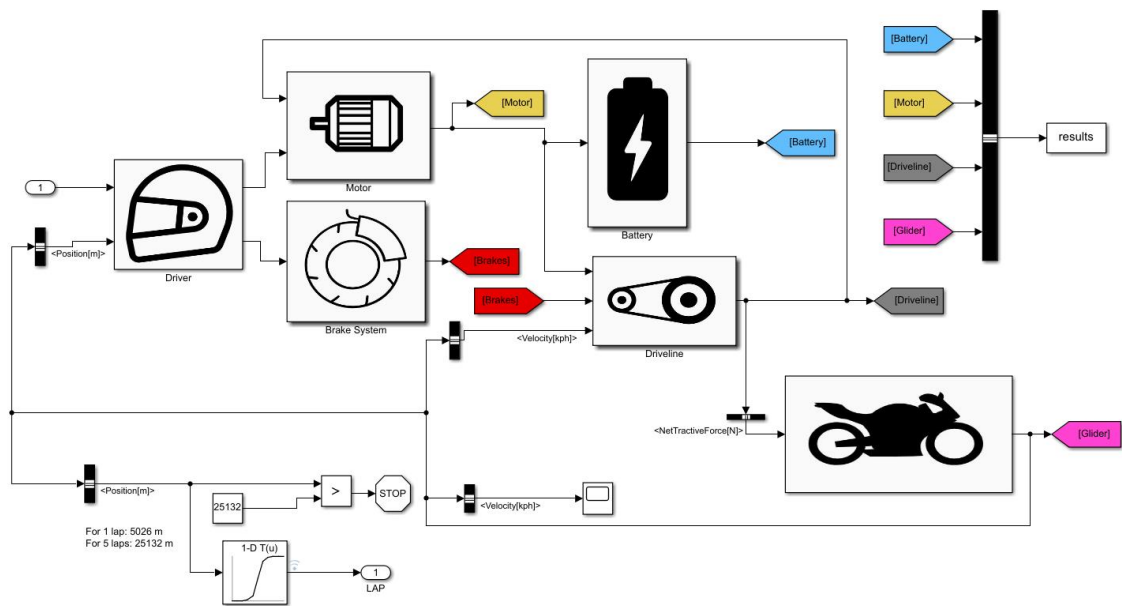 [Battery]
[Motor]
[Motor]
[Battery]
results
1
Motor
[Driveline]
<Position[m]>
Driver
Battery
[Glider]
[Brakes]
[Brakes]
[Driveline]
Brake System
<Velocity[kph]>
Driveline
<NetTractiveForce[N]>
[Glider]
<Position[m]>
>
STOP
25132
<Velocity[kph]>
For 1 lap: 5026 m
For 5 laps: 25132 m
1-D T(u)
1
LAP